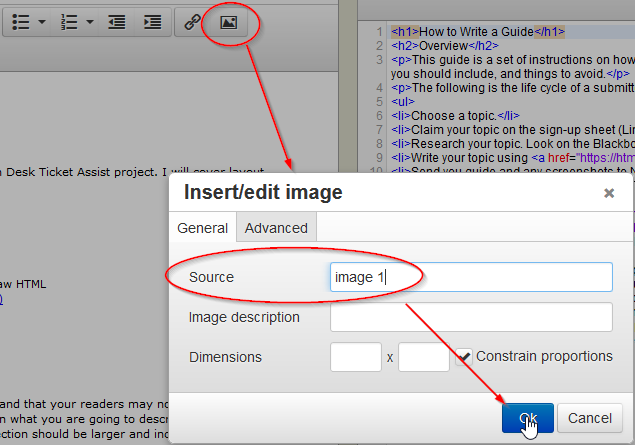 <h1>How to Write a Guide</h1>
<h2>Overview</h2>
<p>This guide is a set of instructions on how
you should include, and things to avoid.</p>
<p>The following is the life cycle of a submitt
<ul>
<li>Choose a topic.</li>
<li>Claim your topic on the sign-up sheet (Lin
<li>Research your topic. Look on the Blackbo
<li>Write your topic using <a href="https://htm
<li>Send you guide and any screenshots to N
1
2
3
4
5
6
7
8
9
10
Desk Ticket Assist project. I will cover layout
aw HTML
)
and that your readers may no
n what you are going to descr
ection should be larger and inc
Insert/edit image
General Advanced
Source image 1
Image description
Dimensions x Constrain proportions
Ok Cancel